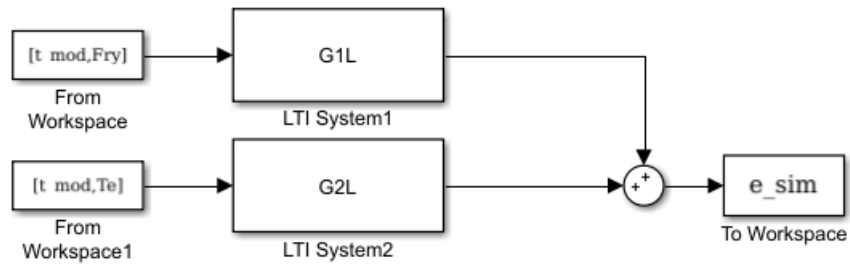 [t mod,Fry]
From
Workspace
G1L
LTI System1
[t mod,Te]
From
Workspace1
G2L
LTI System2
+ +
e_sim
To Workspace